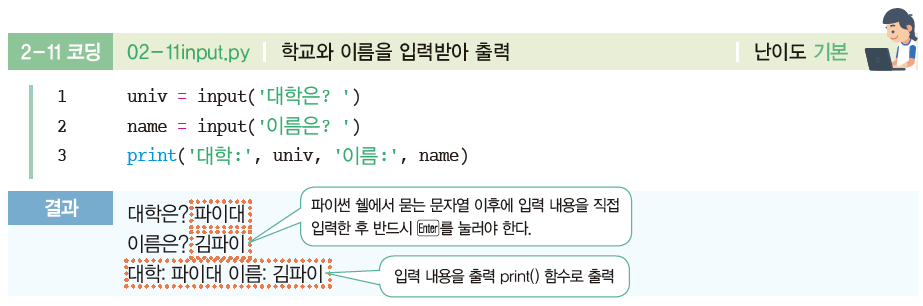 2-11 코딩 02-11input.py 학교와 이름을 입력받아 출력 난이도 기본
1 univ = input('대학은? ')
2 name = input('이름은? ')
3 print('대학:', univ, '이름:', name)
결과
대학은? 파이대
이름은? 김파이
대학: 파이대 이름: 김파이
파이썬 쉘에서 묻는 문자열 이후에 입력 내용을 직접
입력한 후 반드시 Enter를 눌러야 한다.
입력 내용을 출력 print() 함수로 출력